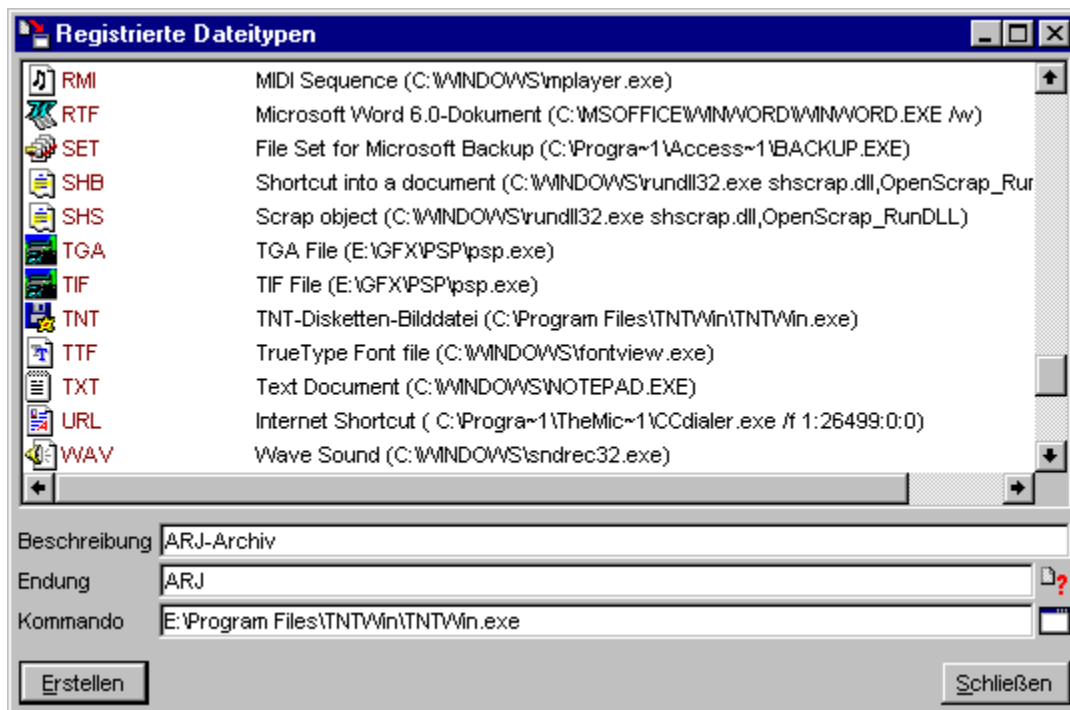 Registrierte Dateitypen
RMI MIDI Sequence (C:\WINDOWS\mplayer.exe)
RTF Microsoft Word 6.0-Dokument (C:\MSOFFICE\WINWORD\WINWORD.EXE /w)
SET File Set for Microsoft Backup (C:\Progra~1\Access~1\BACKUP.EXE)
SHB Shortcut into a document (C:\WINDOWS\rundll32.exe shscrap.dll,OpenScrap_Run
SHS Scrap object (C:\WINDOWS\rundll32.exe shscrap.dll,OpenScrap_RunDLL)
TGA TGA File (E:\GFX\PSP\psp.exe)
TIF TIF File (E:\GFX\PSP\psp.exe)
TNT TNT-Disketten-Bilddatei (C:\Program Files\TNTWin\TNTWin.exe)
TTF TrueType Font file (C:\WINDOWS\fontview.exe)
TXT Text Document (C:\WINDOWS\NOTEPAD.EXE)
URL Internet Shortcut ( C:\Progra~1\TheMic~1\CCdialer.exe /f 1:26499:0:0)
WAV Wave Sound (C:\WINDOWS\sndrec32.exe)
Beschreibung ARJ-Archiv
Endung ARJ
Kommando E:\Program Files\TNTWin\TNTWin.exe
Erstellen Schließen